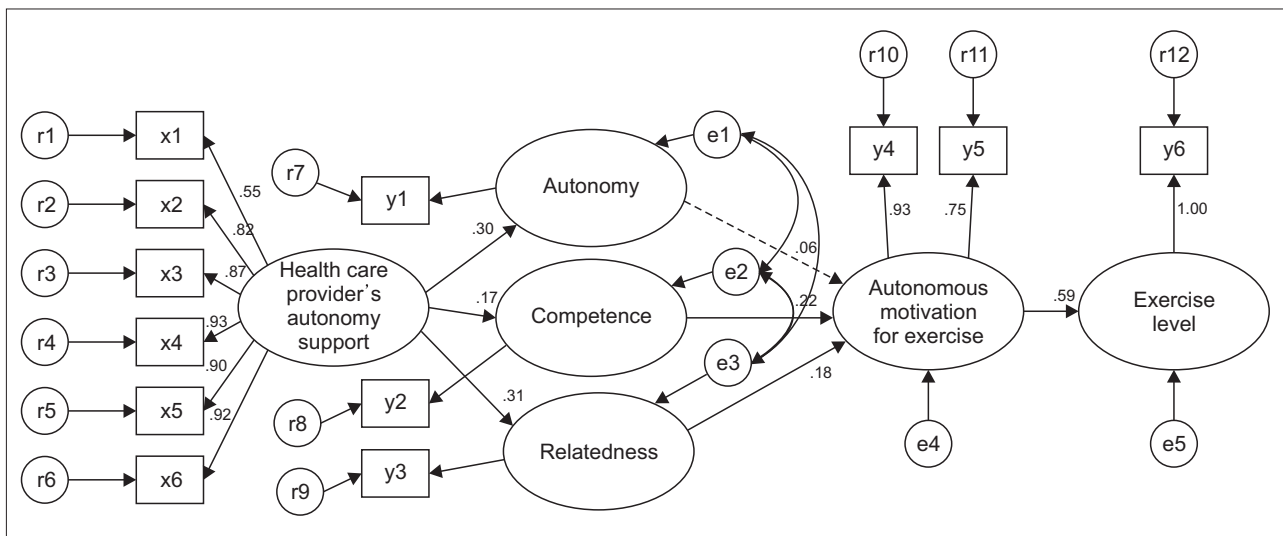 r10
r11
r12
r1
x1
e1
y4
y5
y6
r7
y1
Autonomy
.55
r2
x2
.82
.30
.93
.75
1.00
.06
r3
x3
.87
Health care
provider's
autonomy
support
.17
Competence
e2
.22
Autonomous
motivation
for exercise
.59
Exercise
level
r4
x4
.93
.90
e3
.18
r5
x5
.92
.31
r8
y2
Relatedness
e4
e5
r6
x6
r9
y3